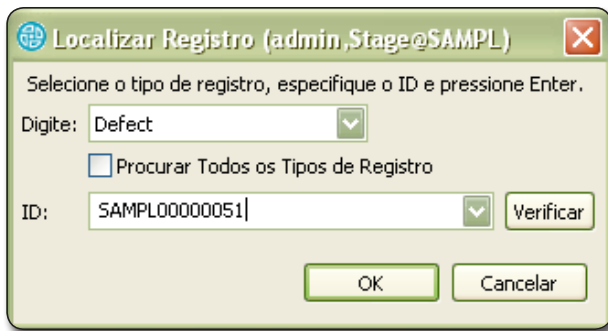 Localizar Registro (admin,Stage@SAMPL)
Selecione o tipo de registro, especifique o ID e pressione Enter.
Digite: Defect
Procurar Todos os Tipos de Registro
ID: SAMPL00000051 Verificar
OK Cancelar